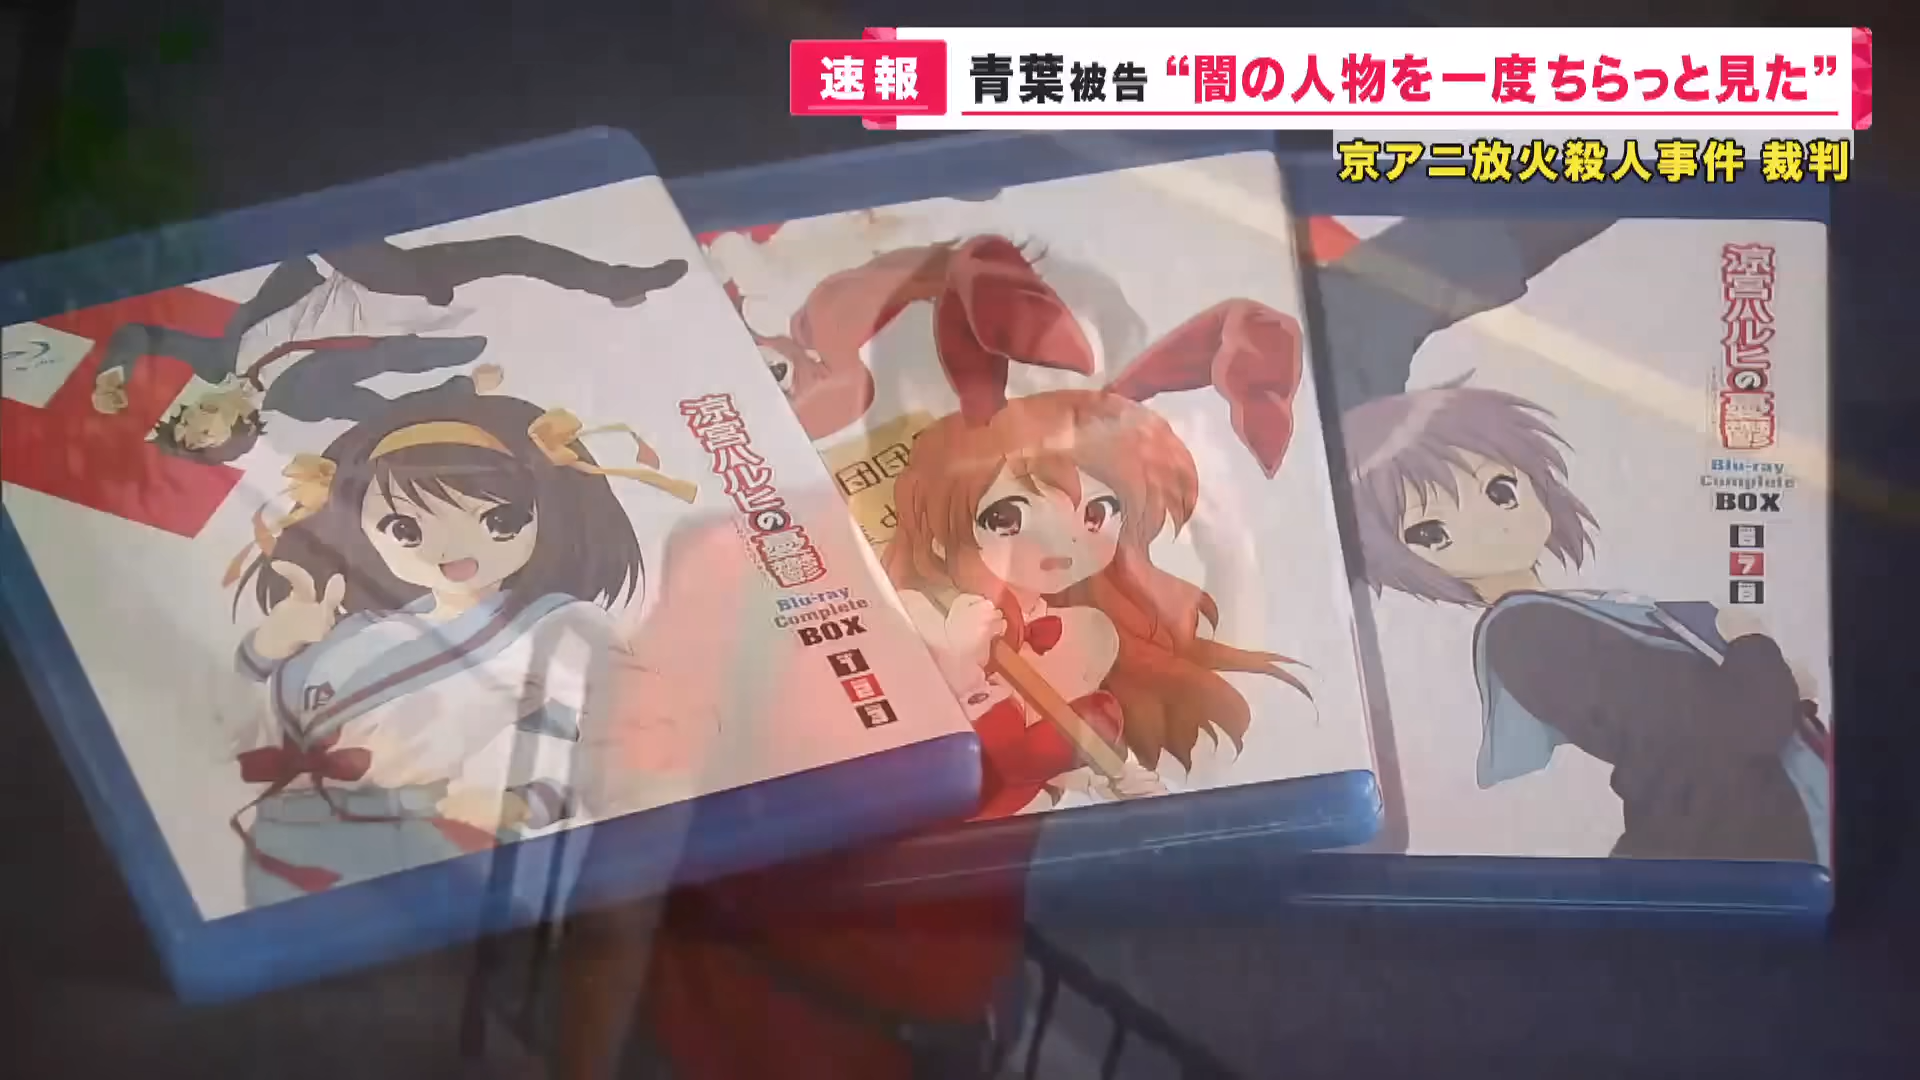 速報 青葉被告 “闇の人物を一度ちらっと見た”
京アニ放火殺人事件 裁判
涼宮ハルヒの憂鬱
Blu-ray
Complete
BOX
1
2
3
団団
涼宮ハルヒの憂鬱
Blu-ray
Complete
BOX
6
7
8